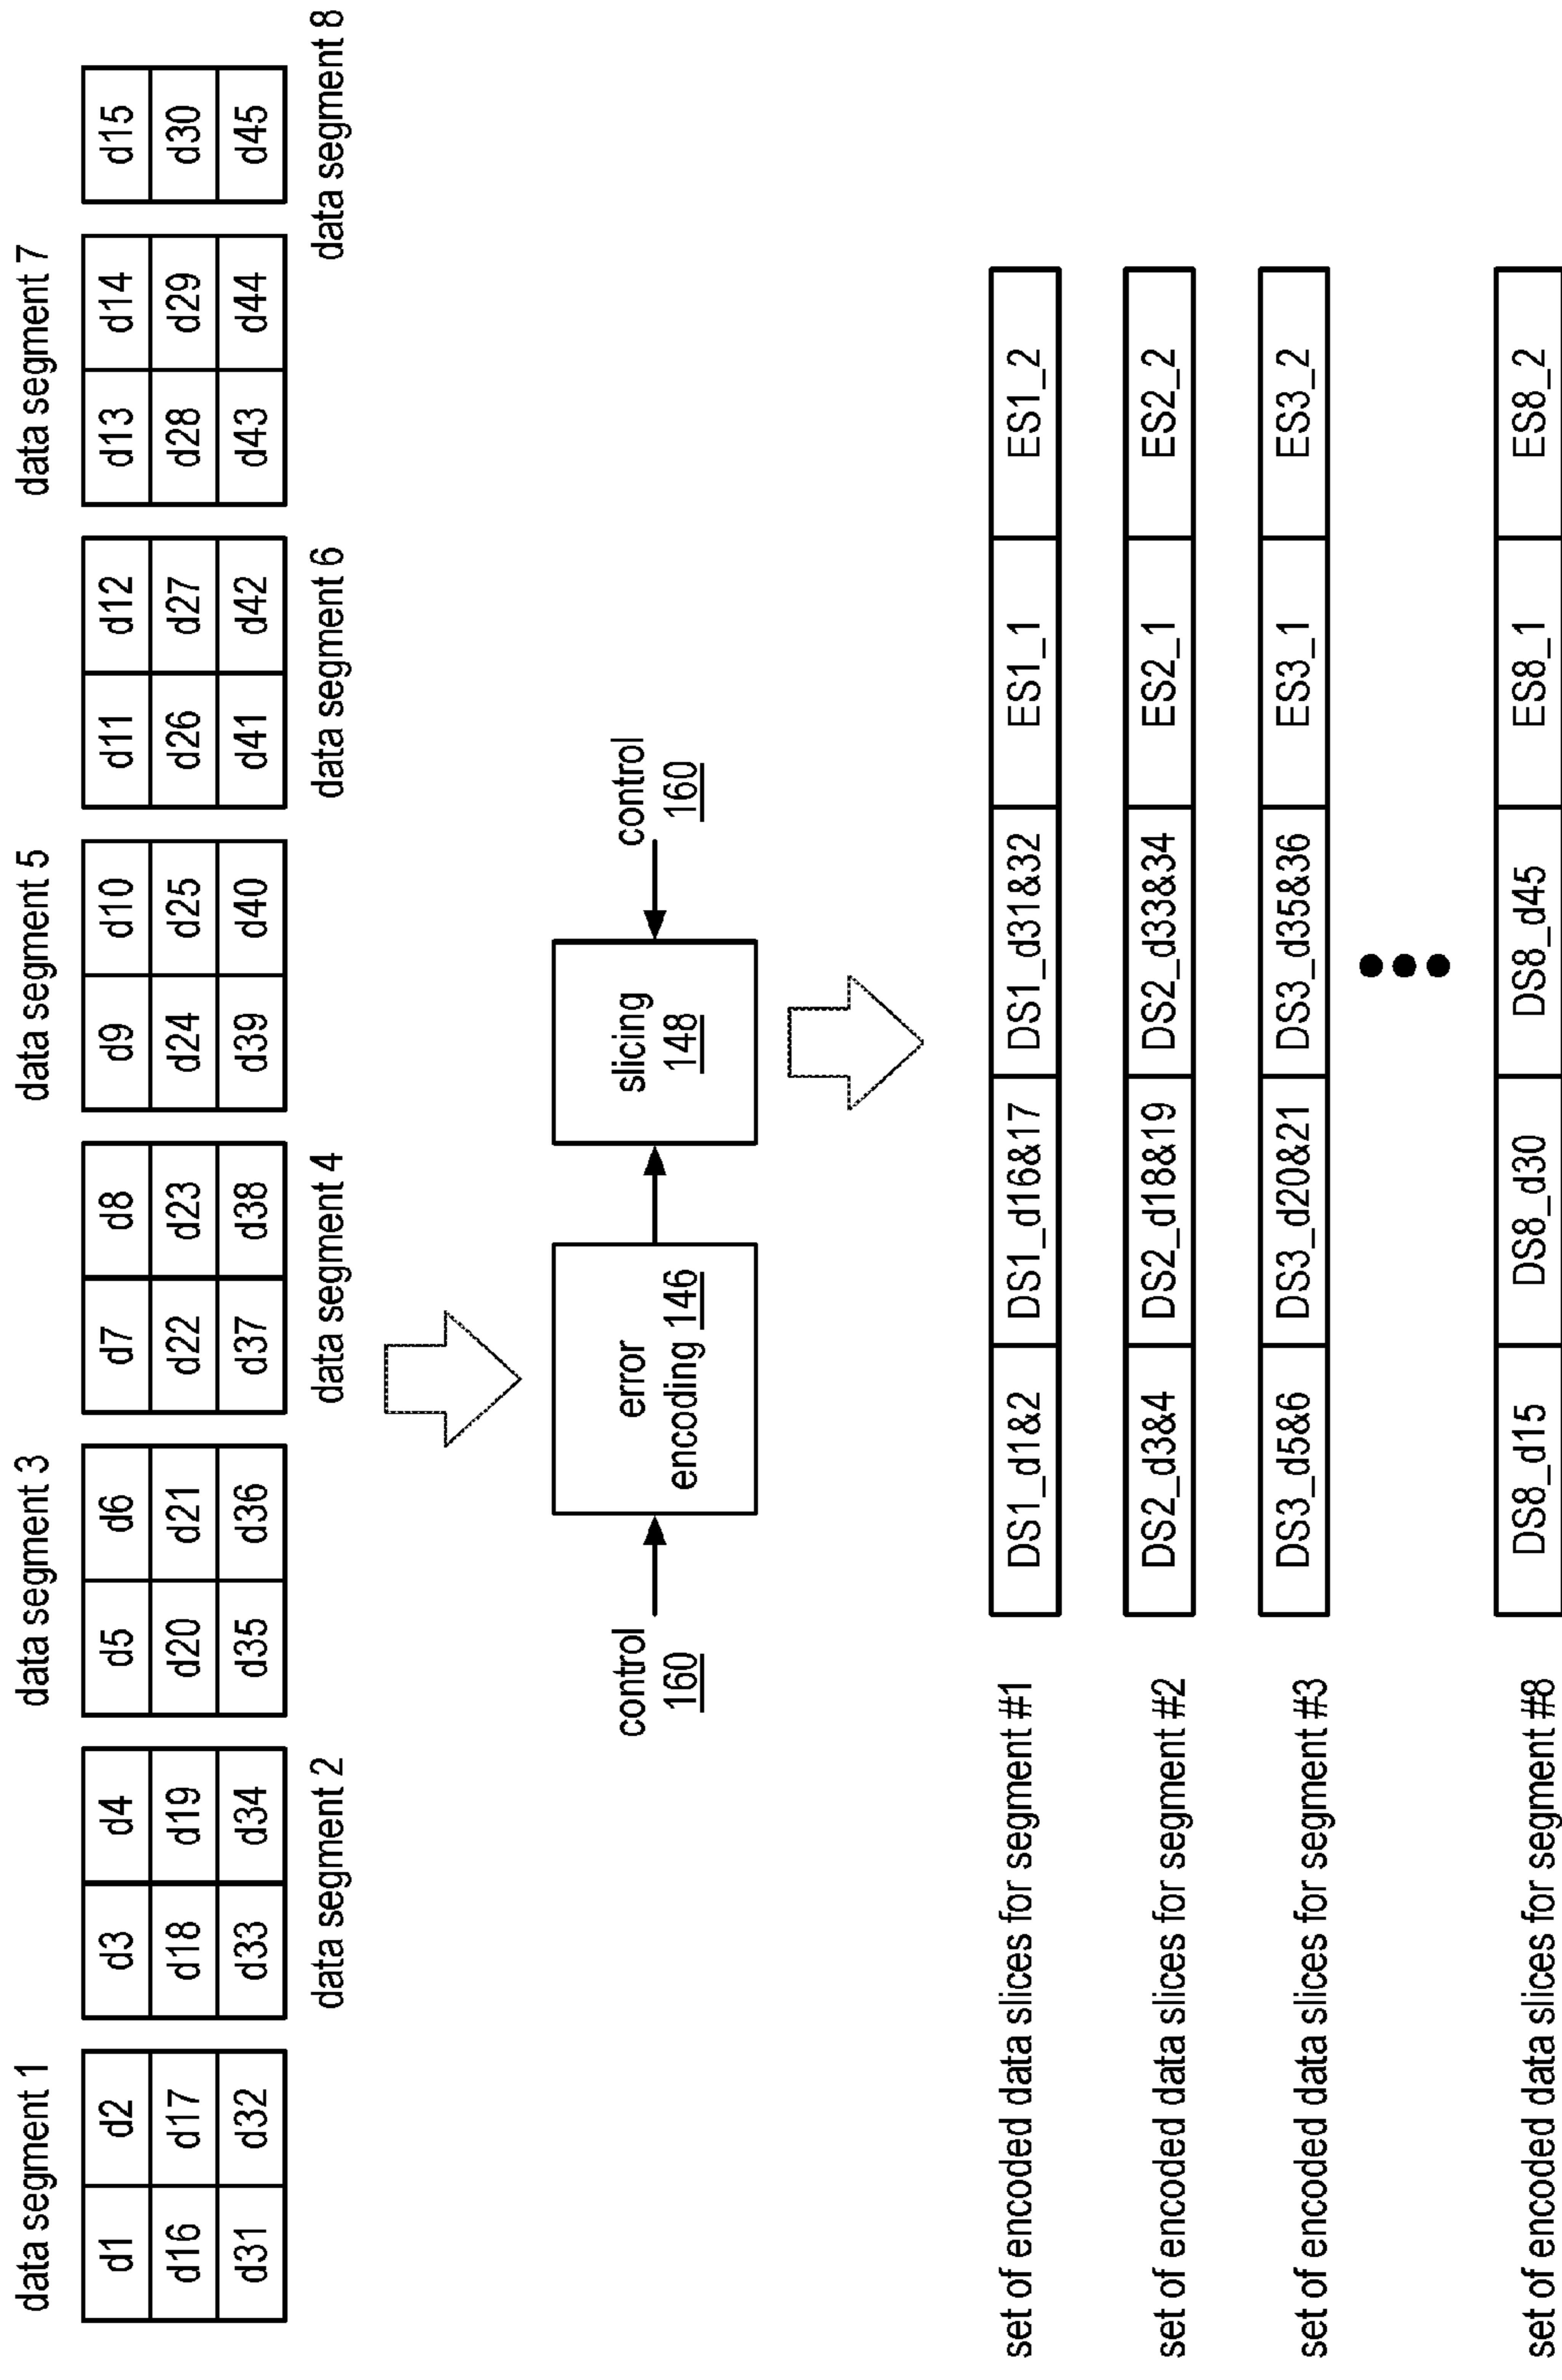 data segment 1
data segment 3
data segment 5
data segment 7
d1 d2 d3 d4 d5 d6 d7 d8 d9 d10 d11 d12 d13 d14 d15
d16 d17 d18 d19 d20 d21 d22 d23 d24 d25 d26 d27 d28 d29 d30
d31 d32 d33 d34 d35 d36 d37 d38 d39 d40 d41 d42 d43 d44 d45
data segment 2
data segment 4
data segment 6
data segment 8
control
160
error
encoding 146
slicing
148
control
160
set of encoded data slices for segment #1 DS1_d1&2 DS1_d16&17 DS1_d31&32 ES1_1 ES1_2
set of encoded data slices for segment #2 DS2_d3&4 DS2_d18&19 DS2_d33&34 ES2_1 ES2_2
set of encoded data slices for segment #3 DS3_d5&6 DS3_d20&21 DS3_d35&36 ES3_1 ES3_2
set of encoded data slices for segment #8 DS8_d15 DS8_d30 DS8_d45 ES8_1 ES8_2